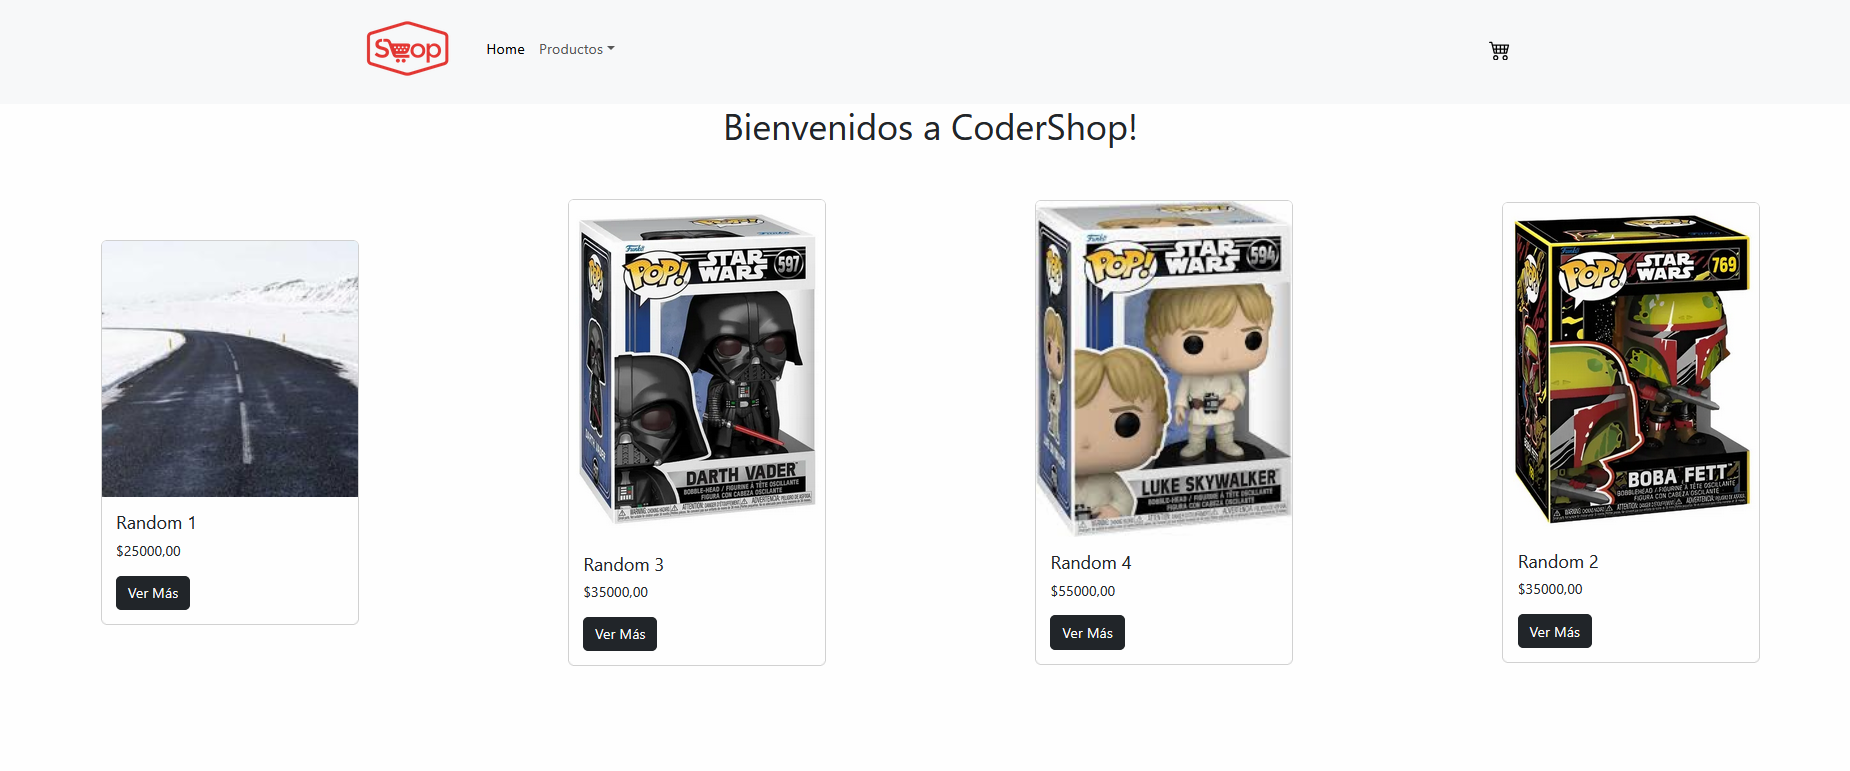 Shop
Home
Productos
Bienvenidos a CoderShop!
Random 1
$25000,00
Ver Más
Funko
POP!
STAR
WARS
597
POP!
DARTH VADER
DARTH VADER
BOBBLE-HEAD / FIGURINE À TÊTE OSCILLANTE
FIGURA CON CABEZA OSCILANTE
Random 3
$35000,00
Ver Más
Funko
POP!
STAR
WARS
594
LUKE SKYWALKER
BOBBLE-HEAD / FIGURINE À TÊTE OSCILLANTE
FIGURA CON CABEZA OSCILANTE
Random 4
$55000,00
Ver Más
Funko
POP!
STAR
WARS
769
BOBA FETT
BOBBLEHEAD / FIGURINE À TÊTE OSCILLANTE
FIGURA CON CABEZA OSCILANTE
Random 2
$35000,00
Ver Más